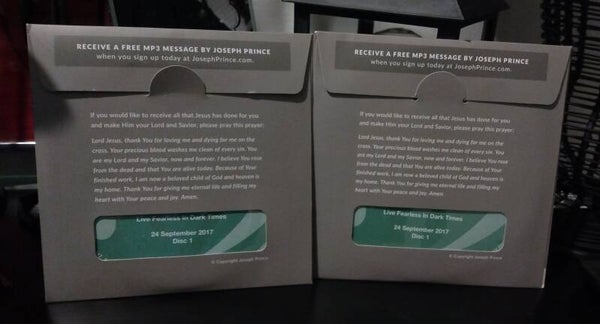 RECEIVE A FREE MP3 MESSAGE BY JOSEPH PRINCE
when you sign up today at JosephPrince.com.
If you would like to receive all that Jesus has done for you
and make Him your Lord and Savior, please pray this prayer:
Lord Jesus, thank You for loving me and dying for me on the
cross. Your precious blood washes me clean of every sin. You
are my Lord and my Savior, now and forever. I believe You rose
from the dead and that You are alive today. Because of Your
finished work, I am now a beloved child of God and heaven is
my home. Thank You for giving me eternal life and filling my
heart with Your peace and joy. Amen.
Live Fearless In Dark Times
24 September 2017
Disc 1
© Copyright Joseph Prince
RECEIVE A FREE MP3 MESSAGE BY JOSEPH PRINCE
when you sign up today at JosephPrince.com.
If you would like to receive all that Jesus has done for you
and make Him your Lord and Savior, please pray this prayer:
Lord Jesus, thank You for loving me and dying for me on the
cross. Your precious blood washes me clean of every sin. You
are my Lord and my Savior, now and forever. I believe You rose
from the dead and that You are alive today. Because of Your
finished work, I am now a beloved child of God and heaven is
my home. Thank You for giving me eternal life and filling my
heart with Your peace and joy. Amen.
Live Fearless In Dark Times
24 September 2017
Disc 1
© Copyright Joseph Prince